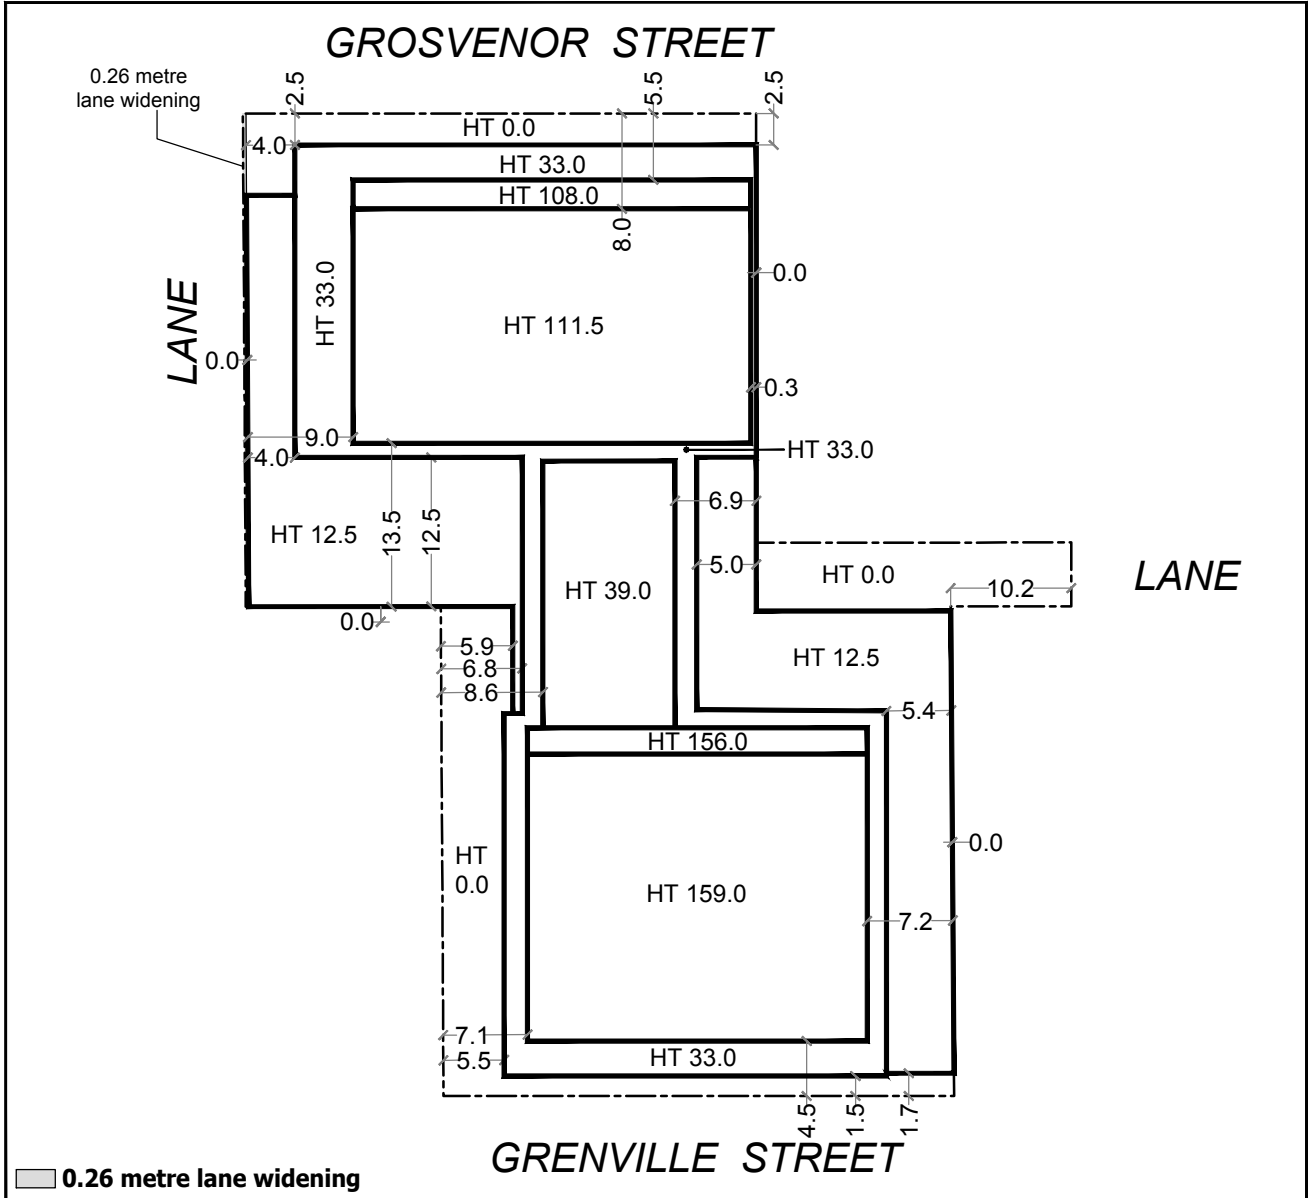 GROSVENOR STREET
0.26 metre
lane widening
2.5
5.5
2.5
HT 0.0
4.0
HT 33.0
HT 108.0
8.0
HT 33.0
0.0
LANE
HT 111.5
0.0
0.3
9.0
HT 33.0
4.0
6.9
HT 12.5
13.5
12.5
5.0
HT 0.0
LANE
10.2
HT 39.0
0.0
5.9
6.8
8.6
HT 12.5
5.4
HT 156.0
0.0
HT
0.0
HT 159.0
7.2
7.1
5.5
HT 33.0
4.5
1.5
1.7
GRENVILLE STREET
0.26 metre lane widening